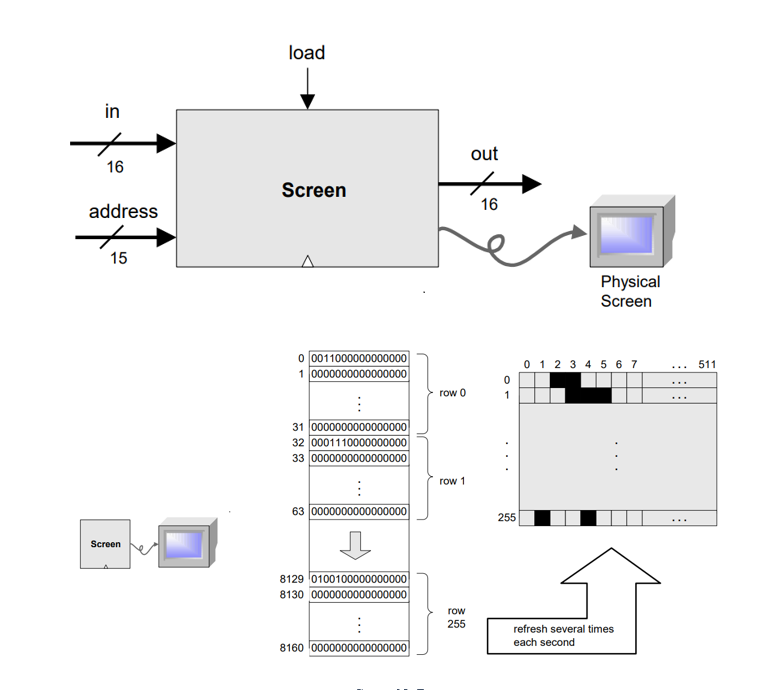 load
in
16
address
15
Screen
out
16
Physical
Screen
0 0011000000000000
1 0000000000000000
31 0000000000000000
row 0
32 0001110000000000
33 0000000000000000
63 0000000000000000
row 1
8129 0100100000000000
8130 0000000000000000
8160 0000000000000000
row
255
Screen
0 1 2 3 4 5 6 7 ... 511
0 ...
1 ...
255 ...
refresh several times
each second